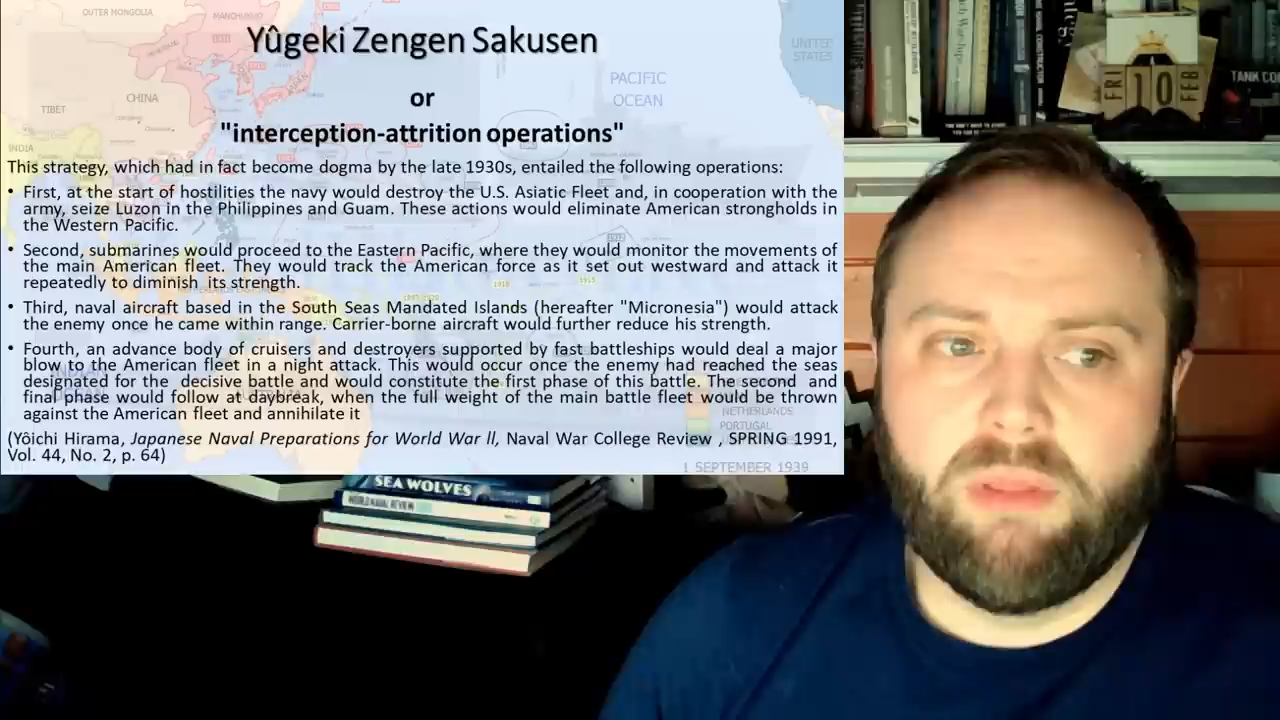 Yûgeki Zengen Sakusen
or
"interception-attrition operations"
This strategy, which had in fact become dogma by the late 1930s, entailed the following operations:
• First, at the start of hostilities the navy would destroy the U.S. Asiatic Fleet and, in cooperation with the
army, seize Luzon in the Philippines and Guam. These actions would eliminate American strongholds in
the Western Pacific.
• Second, submarines would proceed to the Eastern Pacific, where they would monitor the movements of
the main American fleet. They would track the American force as it set out westward and attack it
repeatedly to diminish its strength.
• Third, naval aircraft based in the South Seas Mandated Islands (hereafter "Micronesia") would attack
the enemy once he came within range. Carrier-borne aircraft would further reduce his strength.
• Fourth, an advance body of cruisers and destroyers supported by fast battleships would deal a major
blow to the American fleet in a night attack. This would occur once the enemy had reached the seas
designated for the decisive battle and would constitute the first phase of this battle. The second and
final phase would follow at daybreak, when the full weight of the main battle fleet would be thrown
against the American fleet and annihilate it
(Yôichi Hirama, Japanese Naval Preparations for World War ll, Naval War College Review , SPRING 1991,
Vol. 44, No. 2, p. 64)
OUTER MONGOLIA
MANCHUKUO
JAPAN
CHINA
TIBET
INDIA
PACIFIC
OCEAN
UNITED
STATES
NETHERLANDS
PORTUGAL
1 SEPTEMBER 1939
FRI
10
FEB
TANK
SEA WOLVES
WORLD NAVAL REVIEW